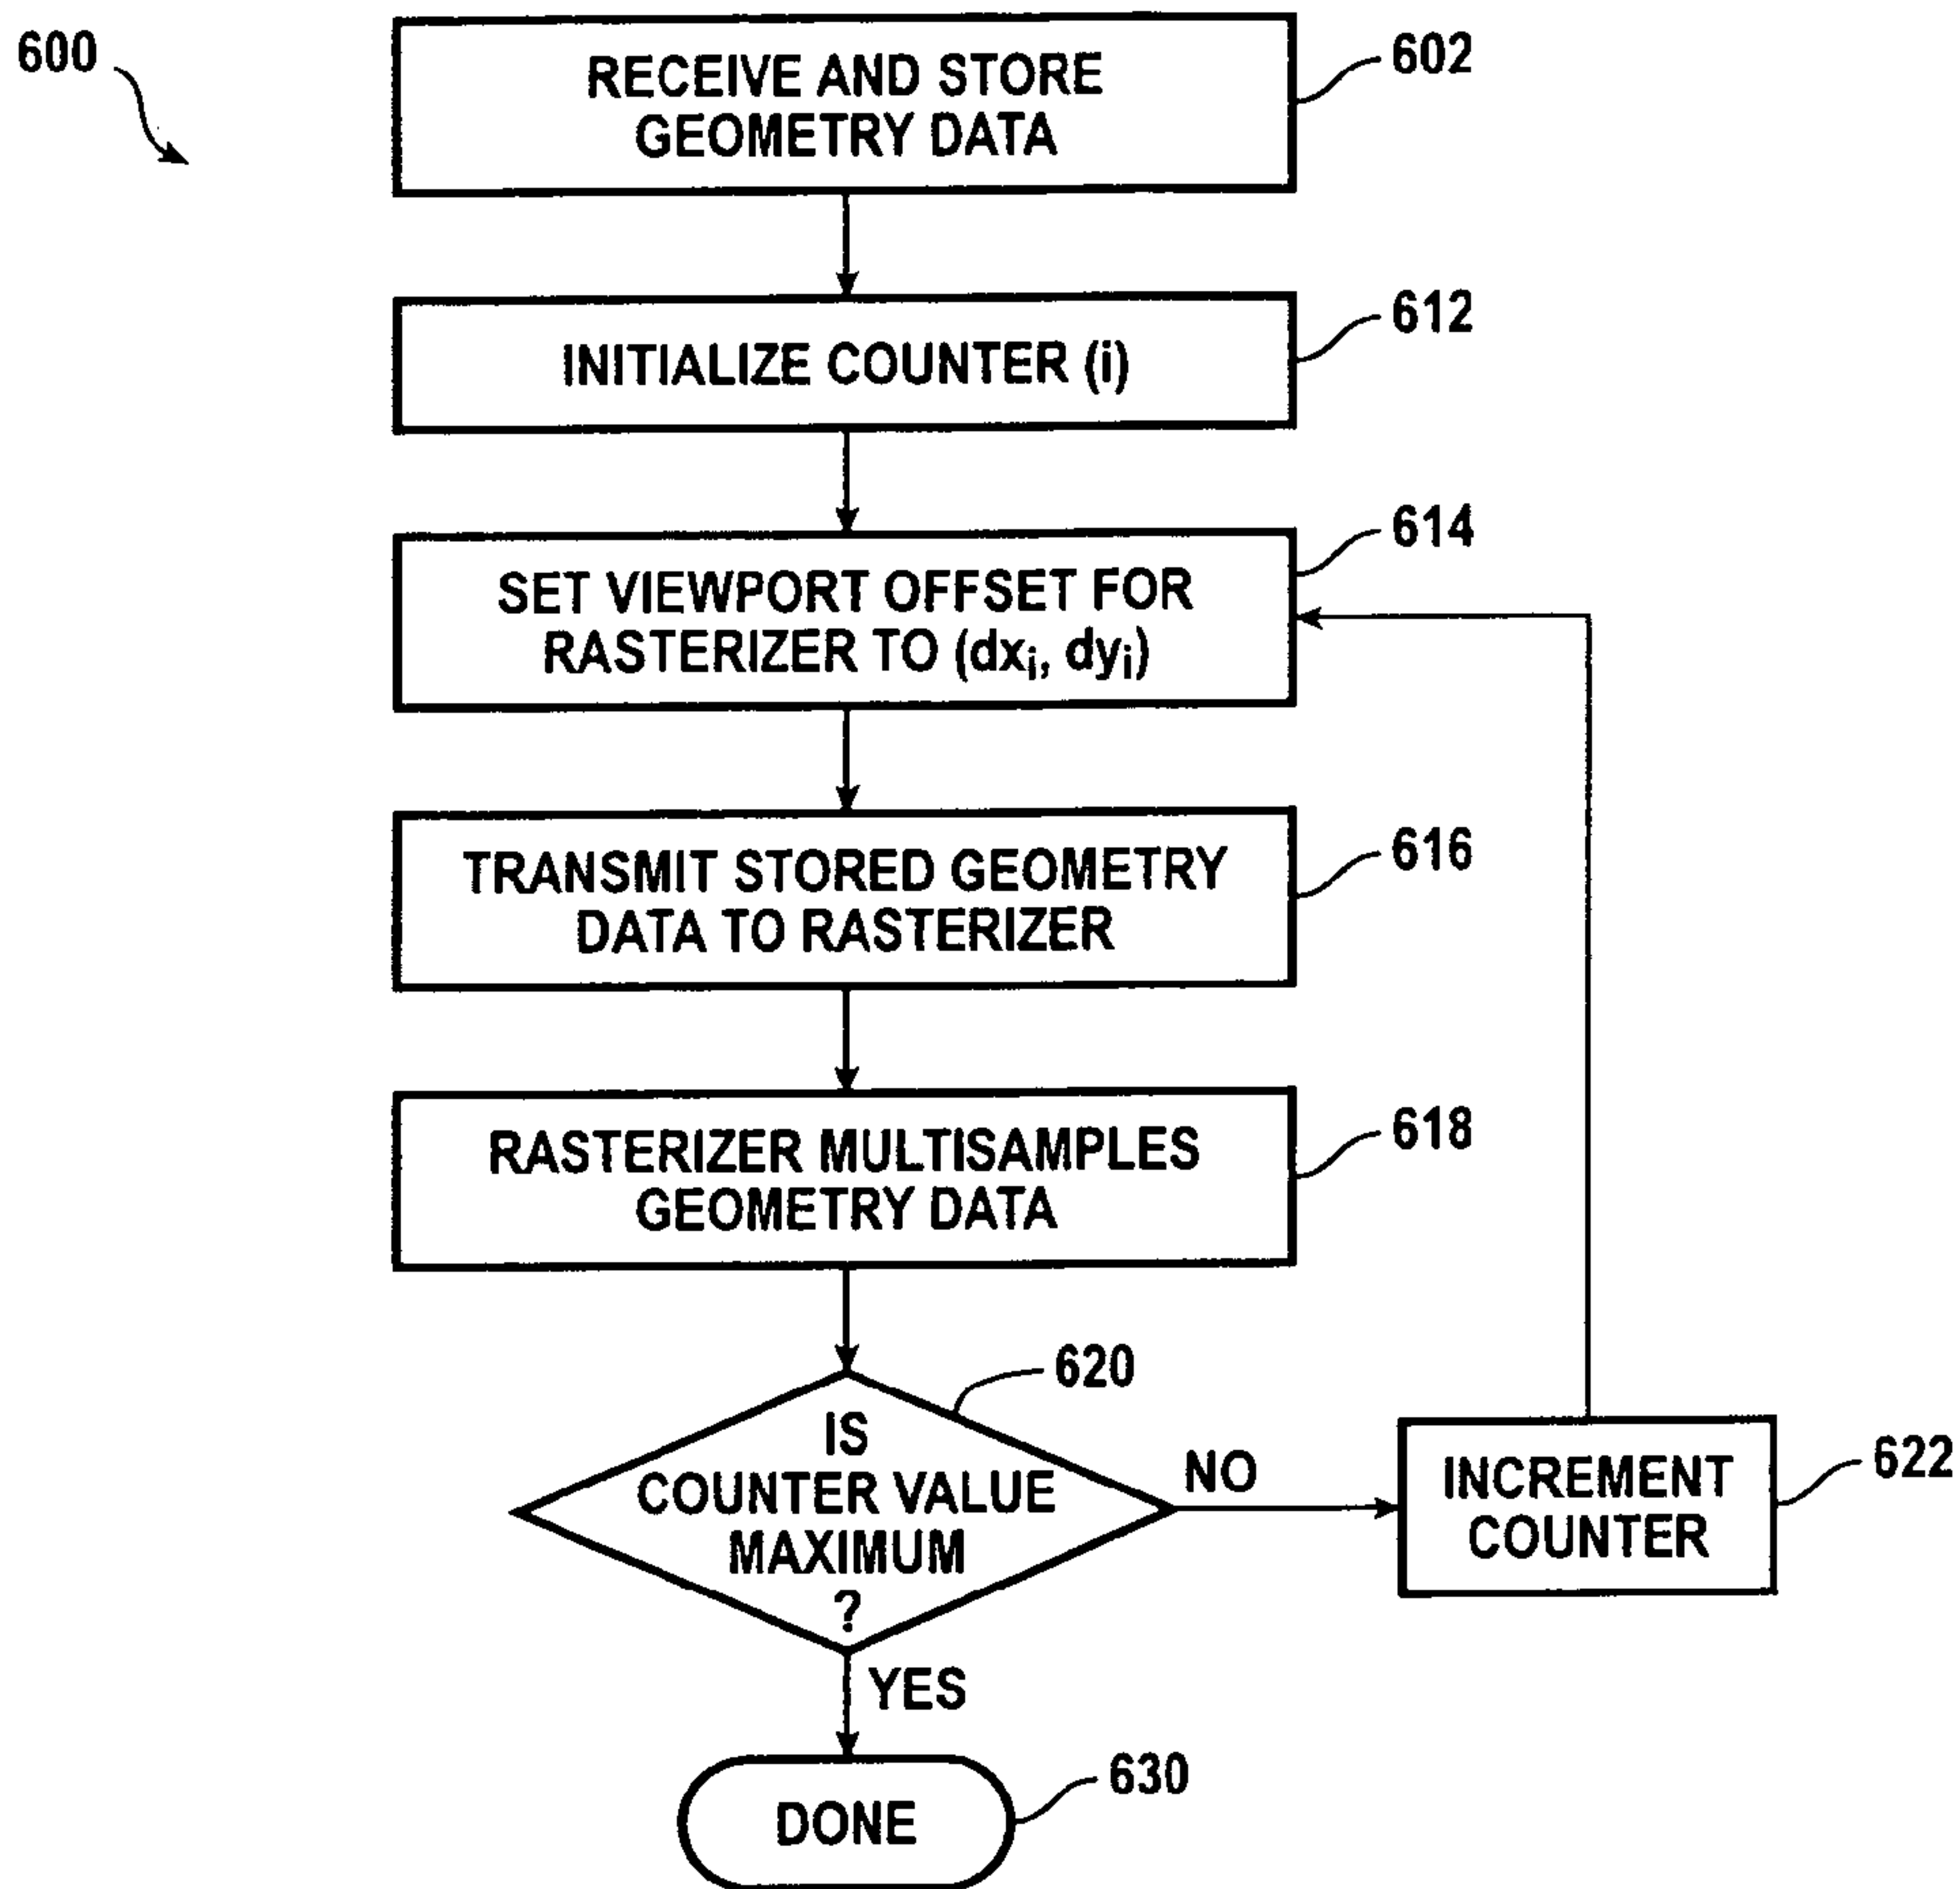 600
RECEIVE AND STORE
GEOMETRY DATA
602
INITIALIZE COUNTER (i)
612
SET VIEWPORT OFFSET FOR
RASTERIZER TO (dxi, dyi)
614
TRANSMIT STORED GEOMETRY
DATA TO RASTERIZER
616
RASTERIZER MULTISAMPLES
GEOMETRY DATA
618
IS
COUNTER VALUE
MAXIMUM
?
620
NO
INCREMENT
COUNTER
622
YES
DONE
630